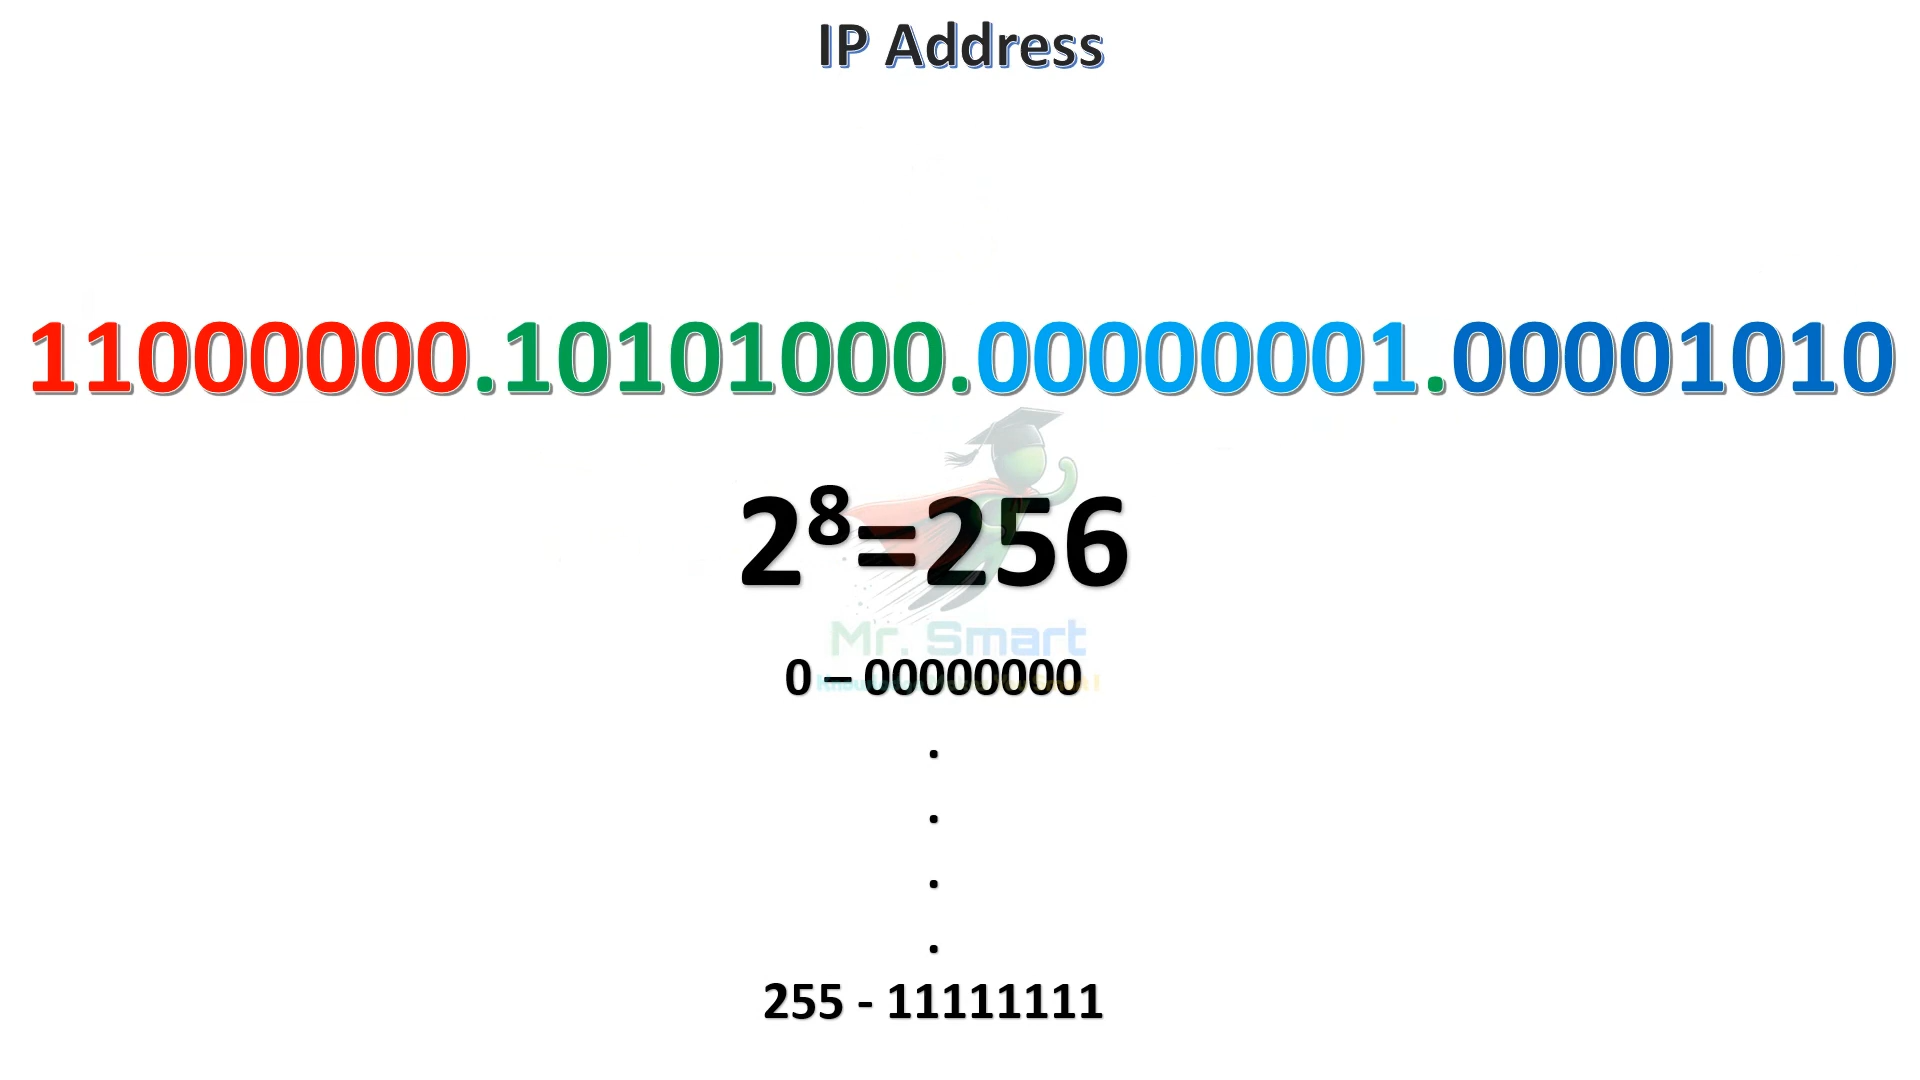 IP Address
11000000.10101000.00000001.00001010
2⁸=256
Mr. Smart
0 – 00000000
.
.
.
.
255 - 11111111